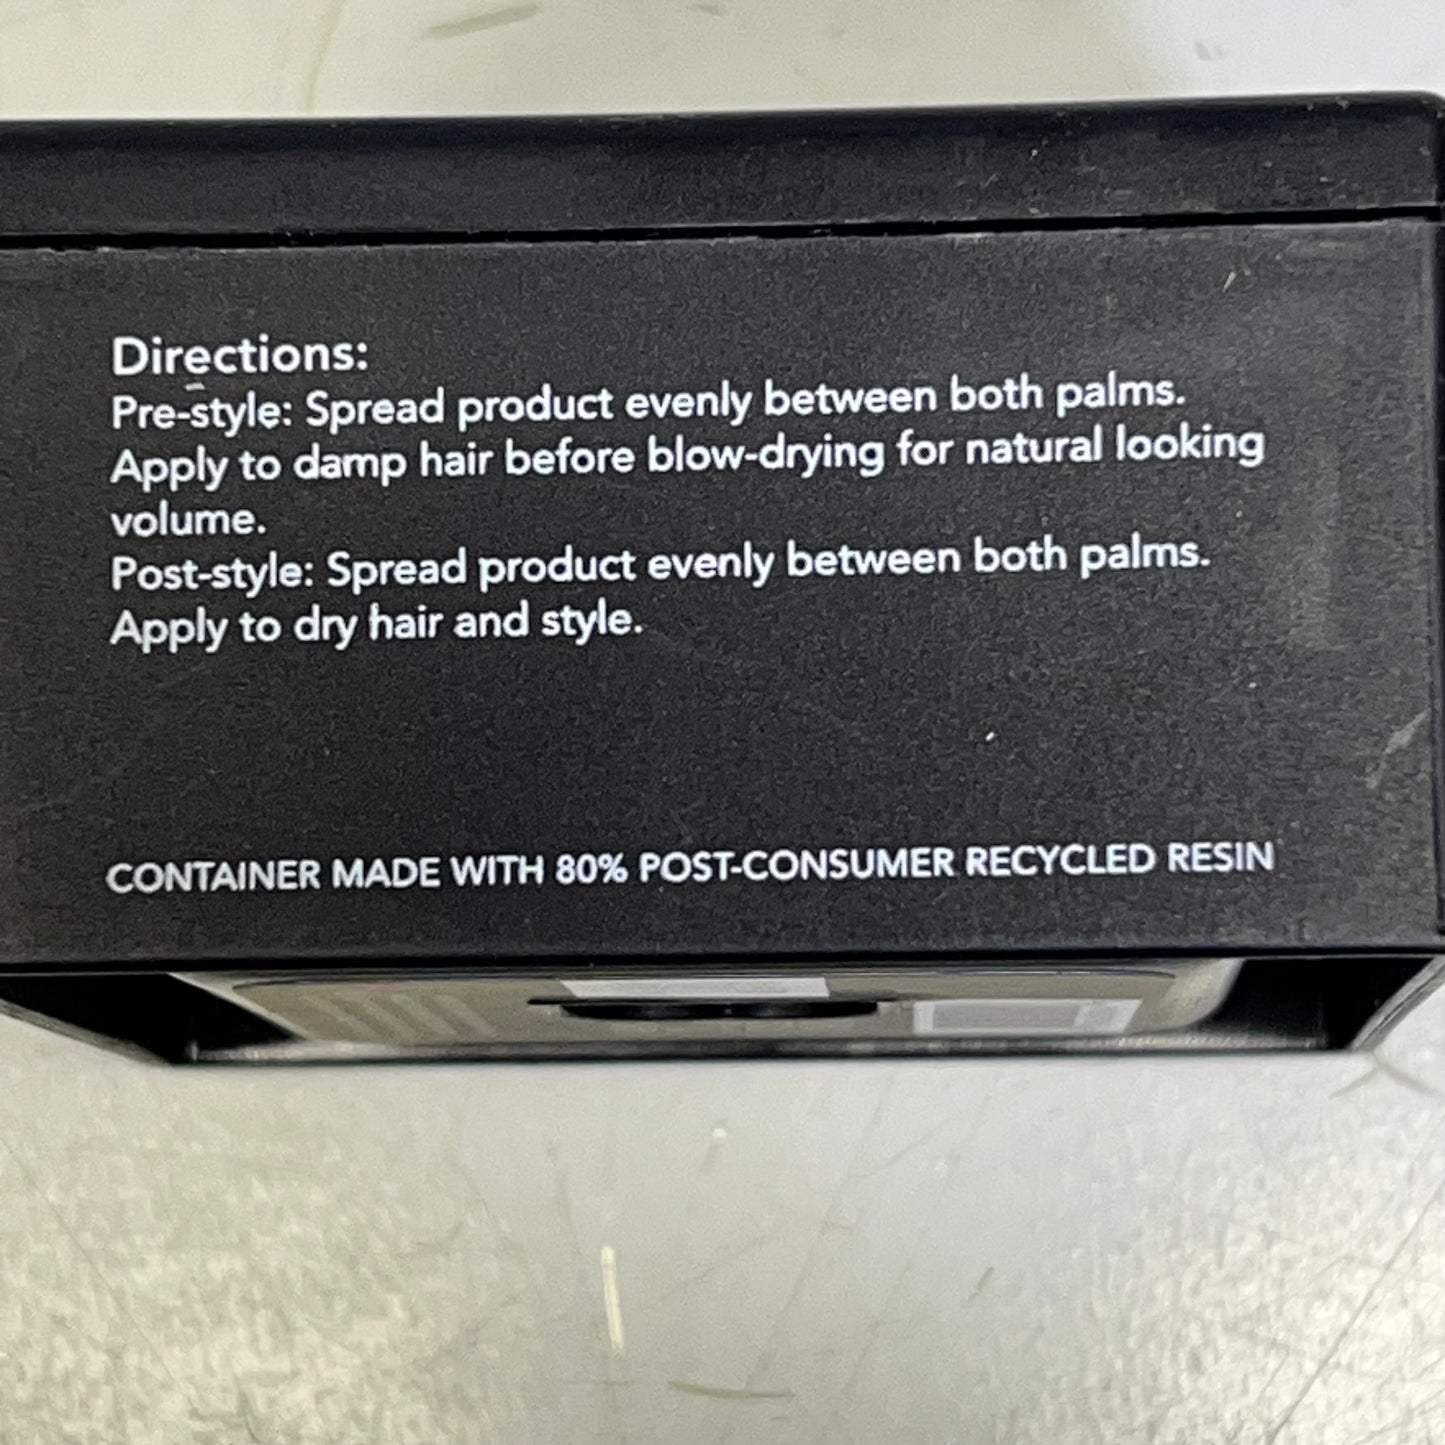 Directions:
Pre-style: Spread product evenly between both palms.
Apply to damp hair before blow-drying for natural looking
volume.
Post-style: Spread product evenly between both palms.
Apply to dry hair and style.
CONTAINER MADE WITH 80% POST-CONSUMER RECYCLED RESIN